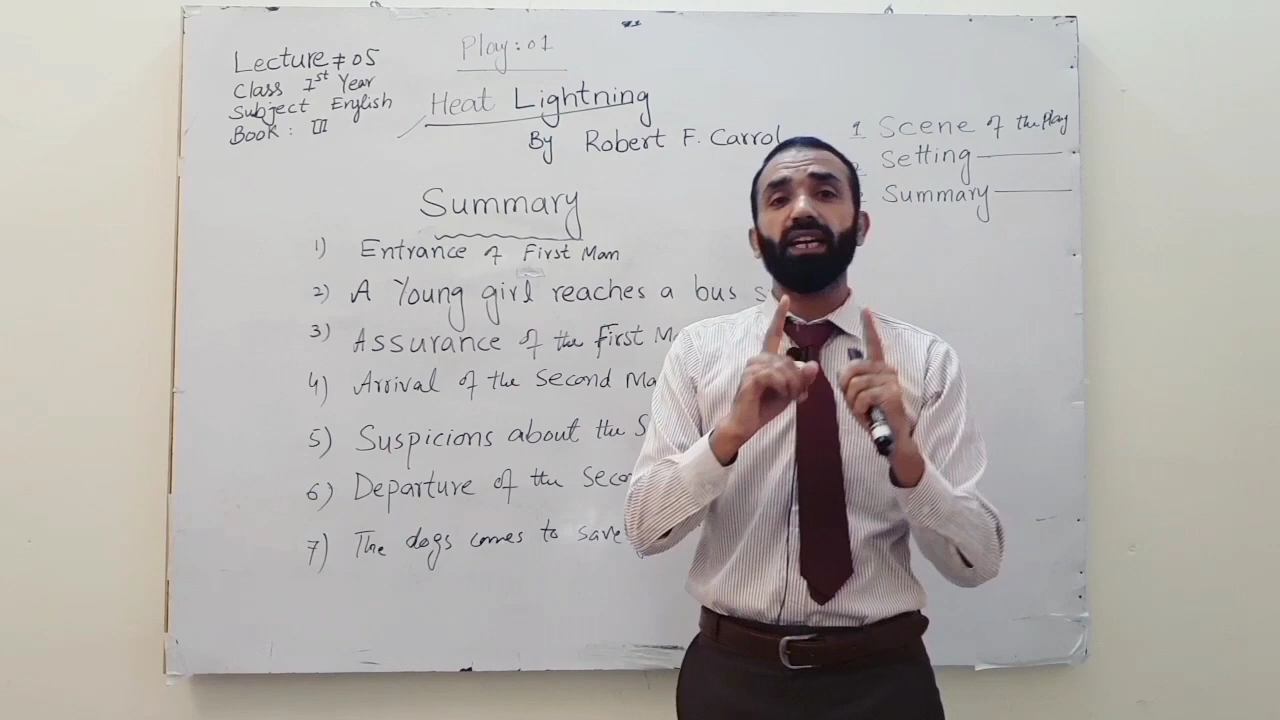 Lecture # 05
Class 1st Year
Subject English
Book : III
Play : 01
Heat Lightning
By Robert F. Carrol
1 Scene of the Play
Setting
Summary
Summary
1) Entrance of First Man
2) A Young girl reaches a bus
3) Assurance of the First
4) Arrival of the Second
5) Suspicions about the
6) Departure of the
7) The dogs comes to save